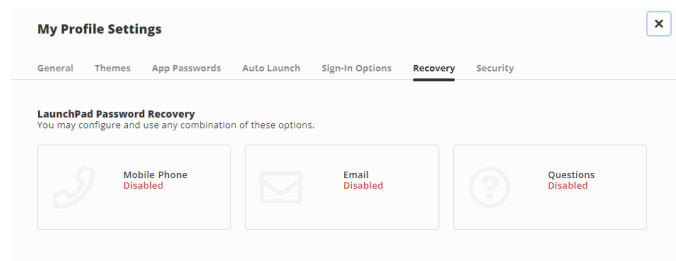 My Profile Settings
×
General Themes App Passwords Auto Launch Sign-In Options Recovery Security
LaunchPad Password Recovery
You may configure and use any combination of these options.
Mobile Phone
Disabled
Email
Disabled
?
Questions
Disabled